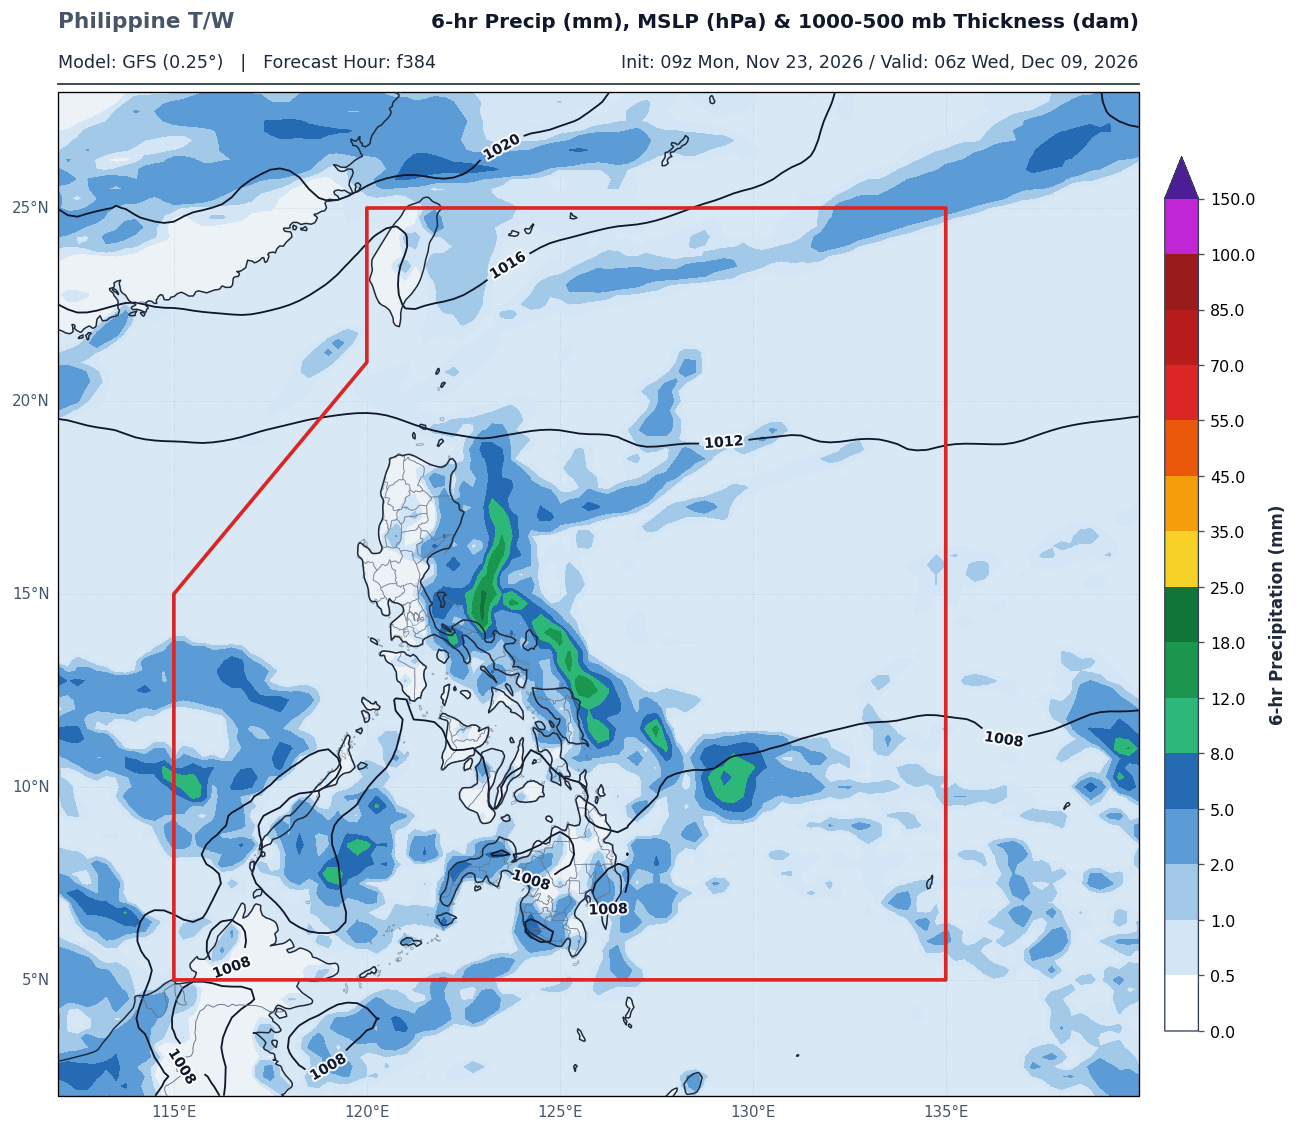 Philippine T/W
6-hr Precip (mm), MSLP (hPa) & 1000-500 mb Thickness (dam)
Model: GFS (0.25°) | Forecast Hour: f384
Init: 09z Mon, Nov 23, 2026 / Valid: 06z Wed, Dec 09, 2026
1020
1016
1012
1008
1008
1008
1008
1008
1008
25°N
20°N
15°N
10°N
5°N
115°E
120°E
125°E
130°E
135°E
150.0
100.0
85.0
70.0
55.0
45.0
35.0
25.0
18.0
12.0
8.0
5.0
2.0
1.0
0.5
0.0
6-hr Precipitation (mm)